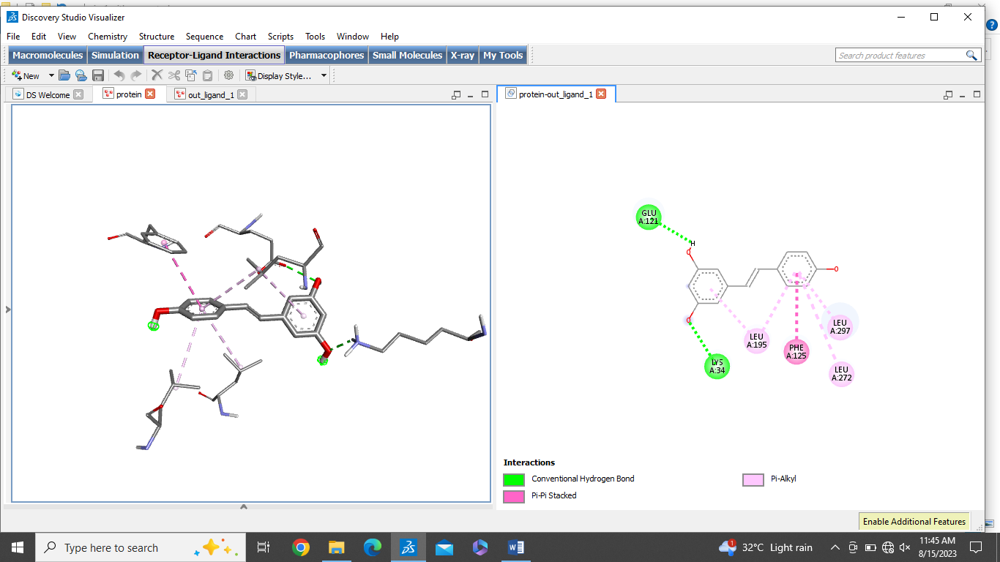 Discovery Studio Visualizer
File Edit View Chemistry Structure Sequence Chart Scripts Tools Window Help
Macromolecules Simulation Receptor-Ligand Interactions Pharmacophores Small Molecules X-ray My Tools
Search product features
New Display Style...
DS Welcome protein out_ligand_1
protein-out_ligand_1
GLU
A:121
H
O
O
O
LEU
A:297
LEU
A:195
PHE
A:125
LYS
A:34
LEU
A:272
Interactions
Conventional Hydrogen Bond
Pi-Alkyl
Pi-Pi Stacked
Enable Additional Features
Type here to search
1
32°C Light rain
11:45 AM
8/15/2023